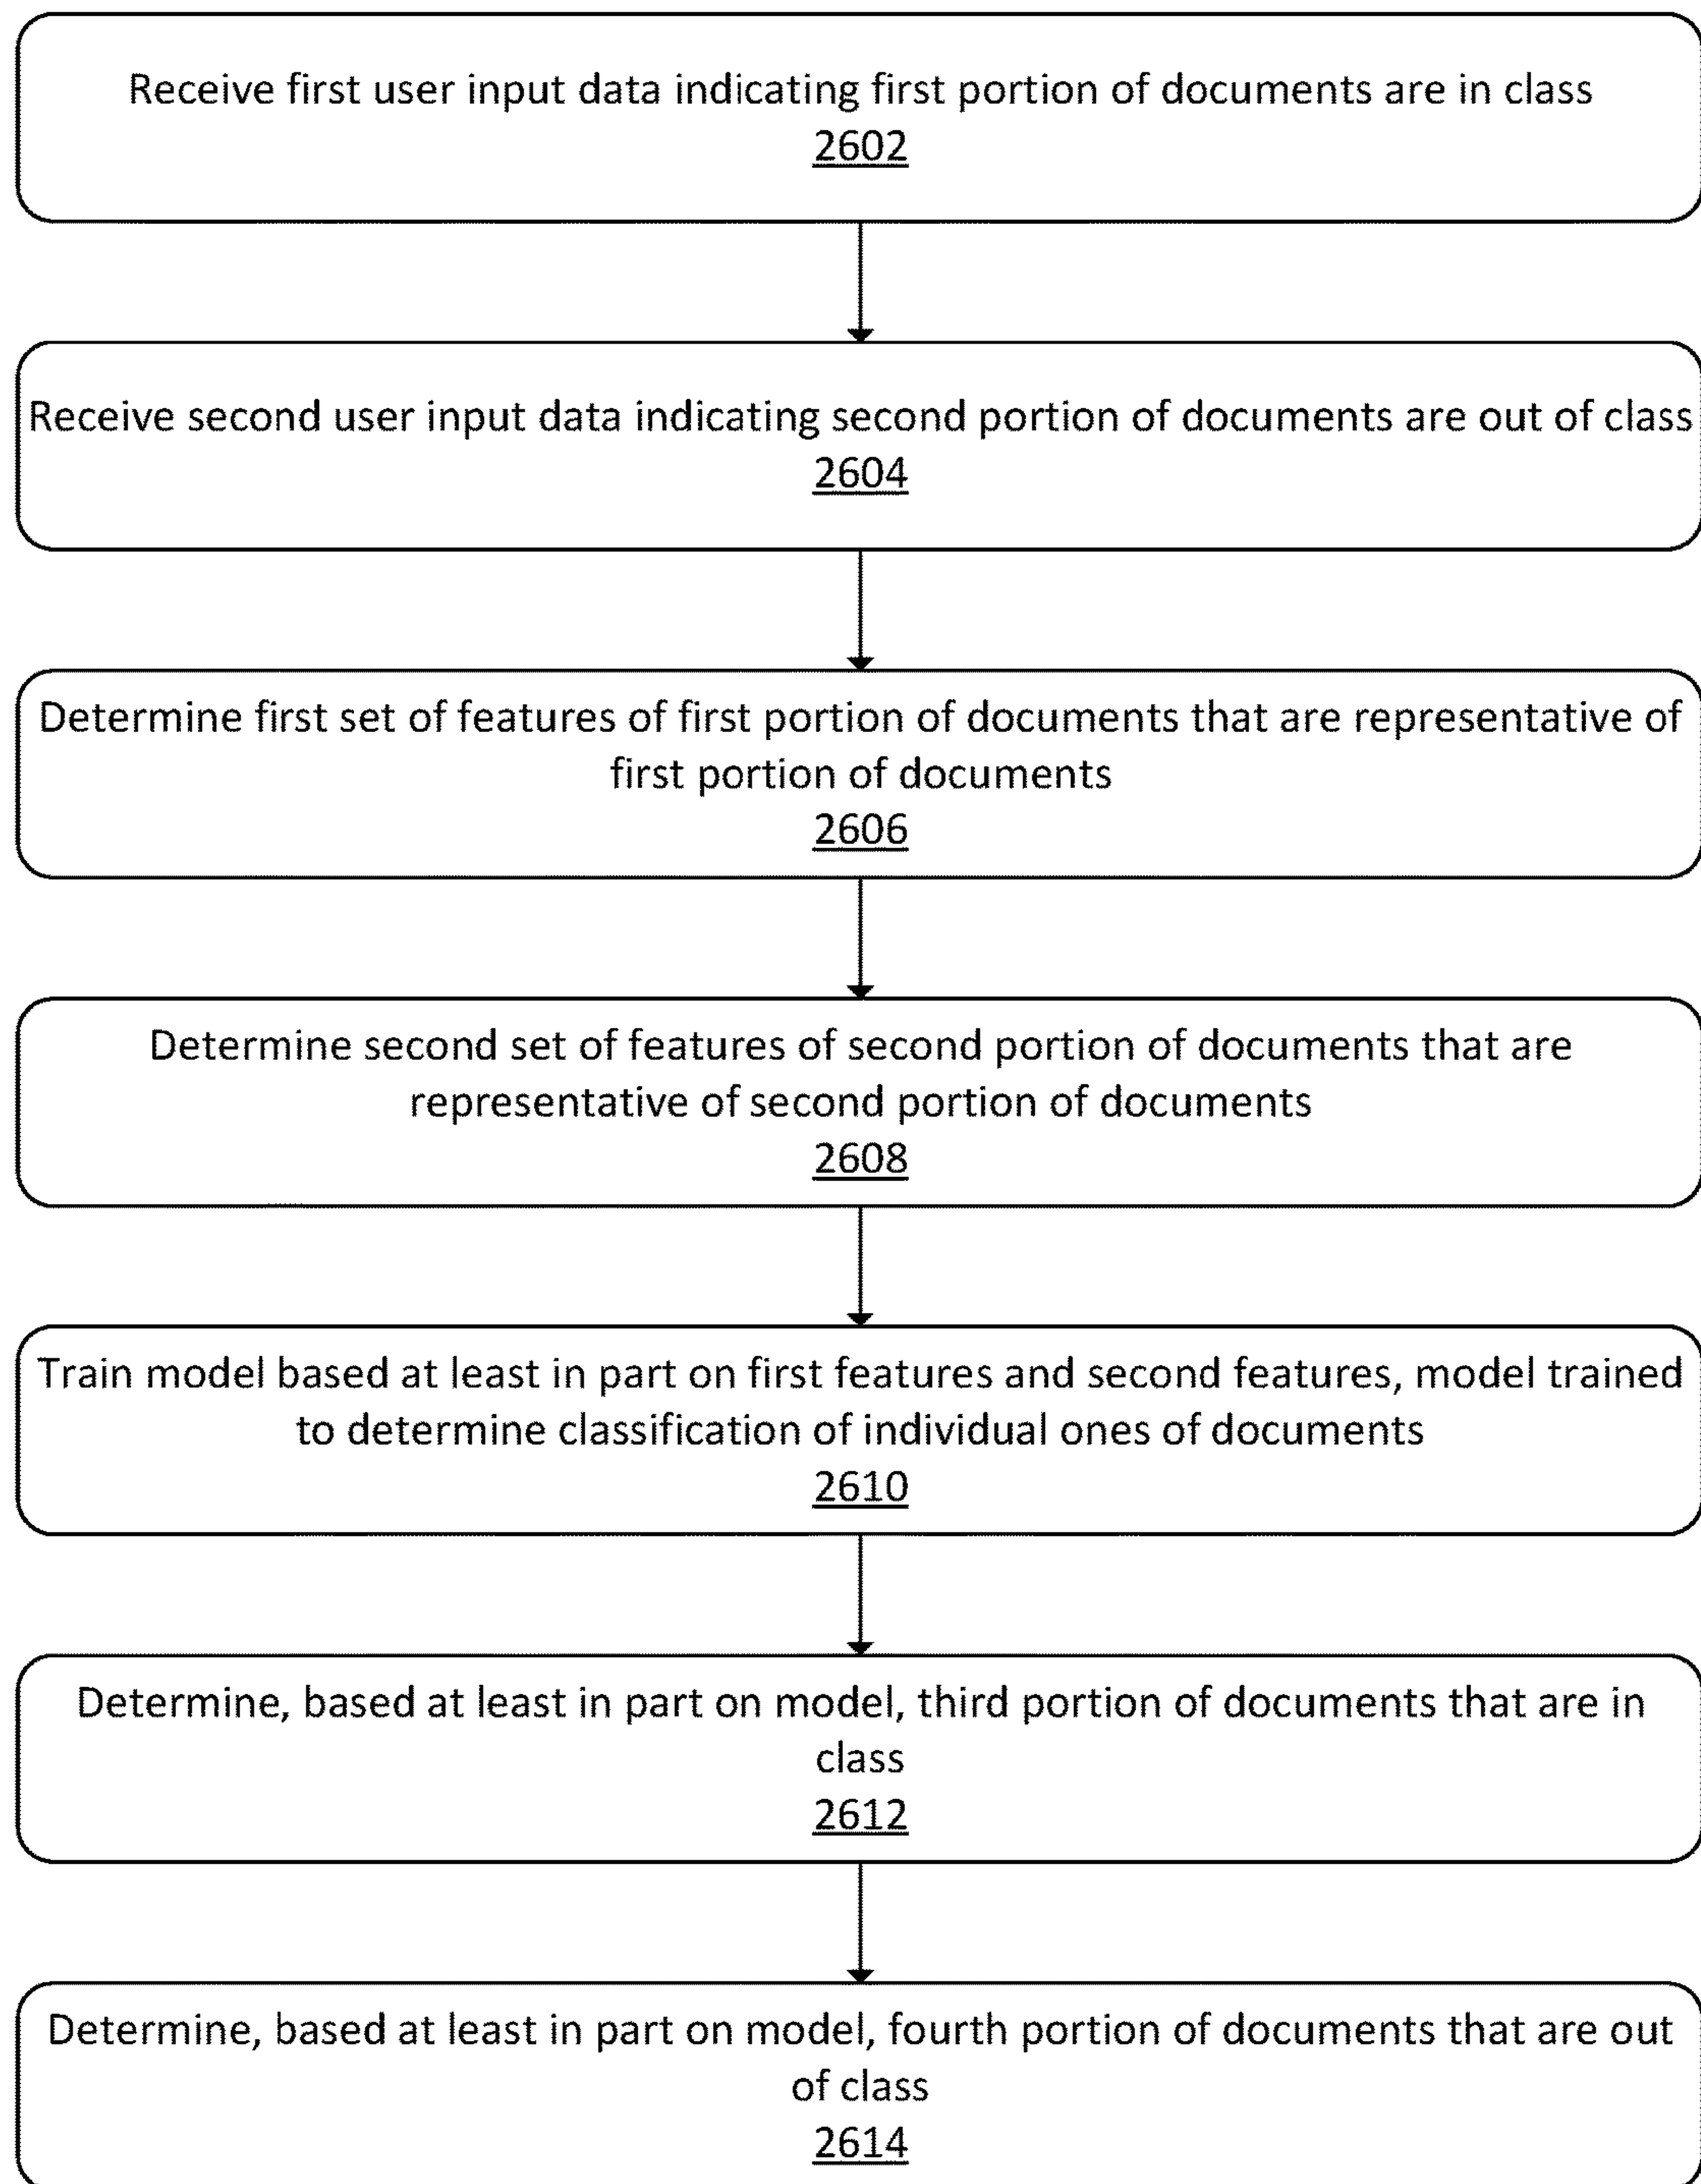 Receive first user input data indicating first portion of documents are in class
2602
Receive second user input data indicating second portion of documents are out of class
2604
Determine first set of features of first portion of documents that are representative of
first portion of documents
2606
Determine second set of features of second portion of documents that are
representative of second portion of documents
2608
Train model based at least in part on first features and second features, model trained
to determine classification of individual ones of documents
2610
Determine, based at least in part on model, third portion of documents that are in
class
2612
Determine, based at least in part on model, fourth portion of documents that are out
of class
2614